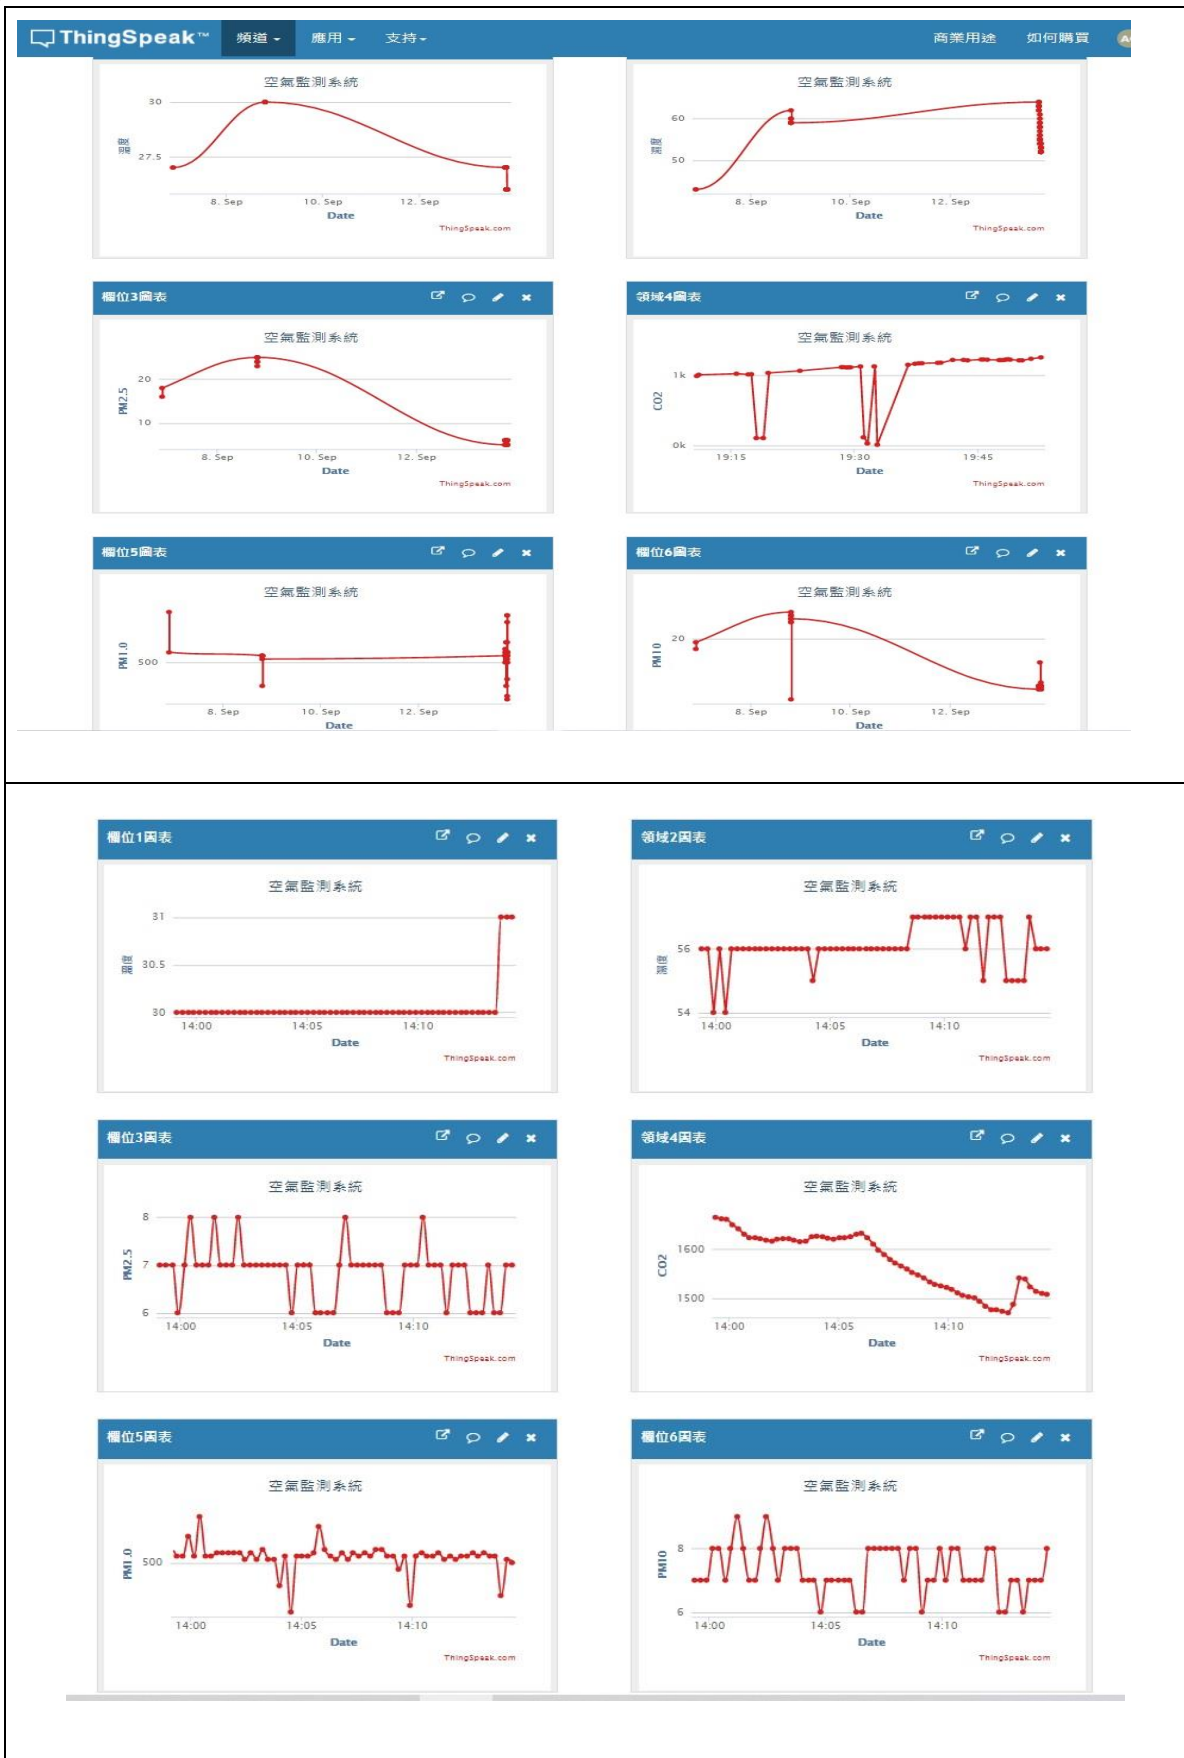 ThingSpeak™ 頻道 應用 支持 商業用途 如何購買
空氣監測系統
30
27.5
溫度
8. Sep 10. Sep 12. Sep
Date
ThingSpeak.com
空氣監測系統
60
50
濕度
8. Sep 10. Sep 12. Sep
Date
ThingSpeak.com
欄位3圖表
空氣監測系統
20
10
PM2.5
8. Sep 10. Sep 12. Sep
Date
ThingSpeak.com
領域4圖表
空氣監測系統
1k
0k
CO2
19:15 19:30 19:45
Date
ThingSpeak.com
欄位5圖表
空氣監測系統
500
PM1.0
8. Sep 10. Sep 12. Sep
Date
欄位6圖表
空氣監測系統
20
PM10
8. Sep 10. Sep 12. Sep
Date
欄位1圖表
空氣監測系統
31
30.5
30
溫度
14:00 14:05 14:10
Date
ThingSpeak.com
領域2圖表
空氣監測系統
56
54
濕度
14:00 14:05 14:10
Date
ThingSpeak.com
欄位3圖表
空氣監測系統
8
7
6
PM2.5
14:00 14:05 14:10
Date
ThingSpeak.com
領域4圖表
空氣監測系統
1600
1500
CO2
14:00 14:05 14:10
Date
ThingSpeak.com
欄位5圖表
空氣監測系統
500
PM1.0
14:00 14:05 14:10
Date
ThingSpeak.com
欄位6圖表
空氣監測系統
8
6
PM10
14:00 14:05 14:10
Date
ThingSpeak.com